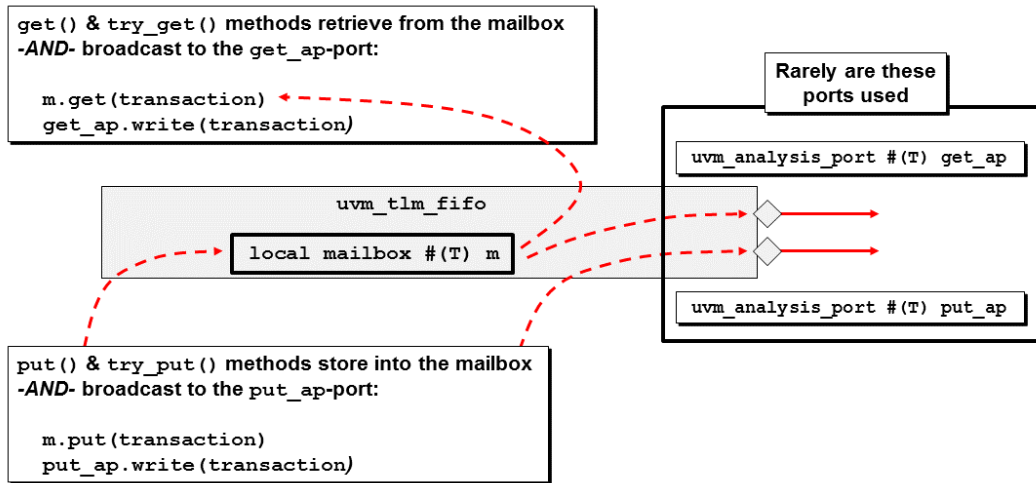 get() & try_get() methods retrieve from the mailbox
-AND- broadcast to the get_ap-port:
m.get(transaction)
get_ap.write(transaction)
Rarely are these
ports used
uvm_analysis_port #(T) get_ap
uvm_tlm_fifo
local mailbox #(T) m
uvm_analysis_port #(T) put_ap
put() & try_put() methods store into the mailbox
-AND- broadcast to the put_ap-port:
m.put(transaction)
put_ap.write(transaction)